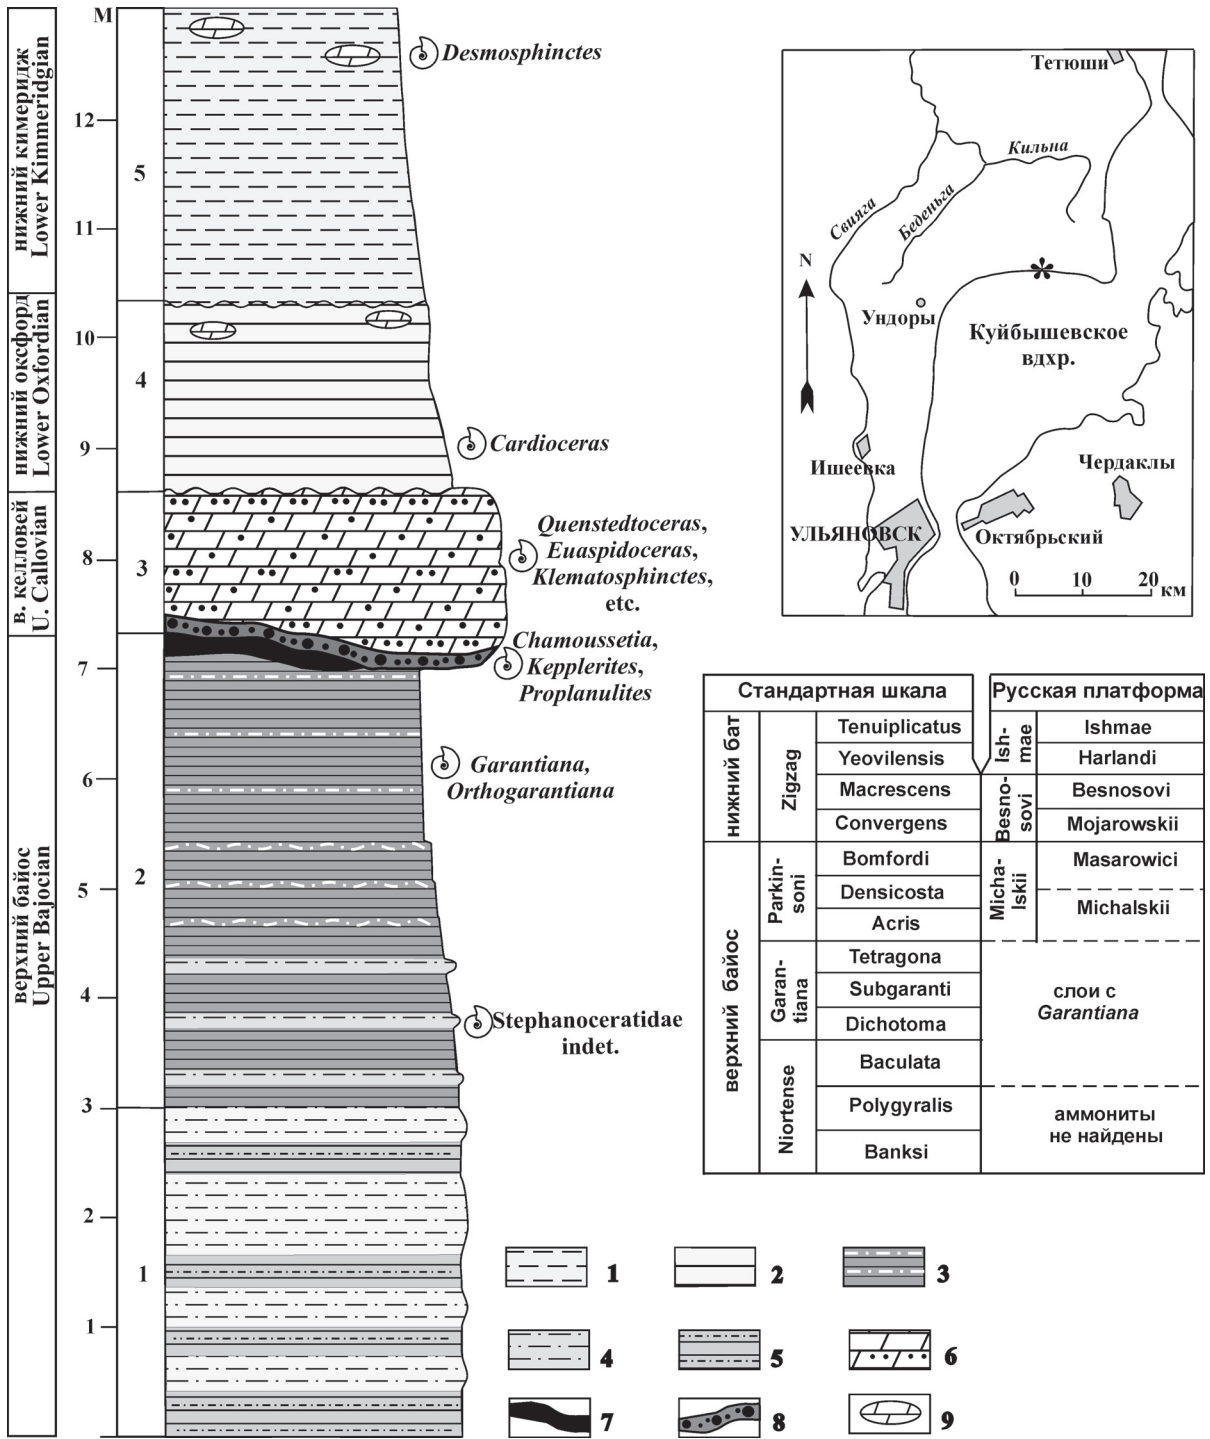 М
12
11
10
9
8
7
6
5
4
3
2
1
нижний кимеридж
Lower Kimmeridgian
нижний оксфорд
Lower Oxfordian
в. келловей
U. Callovian
верхний байос
Upper Bajocian
5
4
3
2
1
Desmosphinctes
Cardioceras
Quenstedtoceras,
Euaspidoceras,
Klematosphinctes,
etc.
Chamoussetia,
Kepplerites,
Proplanulites
Garantiana,
Orthogarantiana
Stephanoceratidae
indet.
Тетюши
Кильна
Свияга
Беденьга
N
*
Ундоры
Куйбышевское
вдхр.
Ишеевка
Чердаклы
УЛЬЯНОВСК
Октябрьский
0 10 20
км
Стандартная шкала
Русская платформа
нижний бат
Zigzag
Tenuiplicatus
Yeovilensis
Macrescens
Convergens
Ish-
mae
Ishmae
Harlandi
Besno-
sovi
Besnosovi
Mojarowskii
верхний байос
Parkin-
soni
Bomfordi
Densicosta
Acris
Micha-
lskii
Masarowici
Michalskii
Garan-
tiana
Tetragona
Subgaranti
Dichotoma
слои с
Garantiana
Niortense
Baculata
Polygyralis
Banksi
аммониты
не найдены
1
2
3
4
5
6
7
8
9